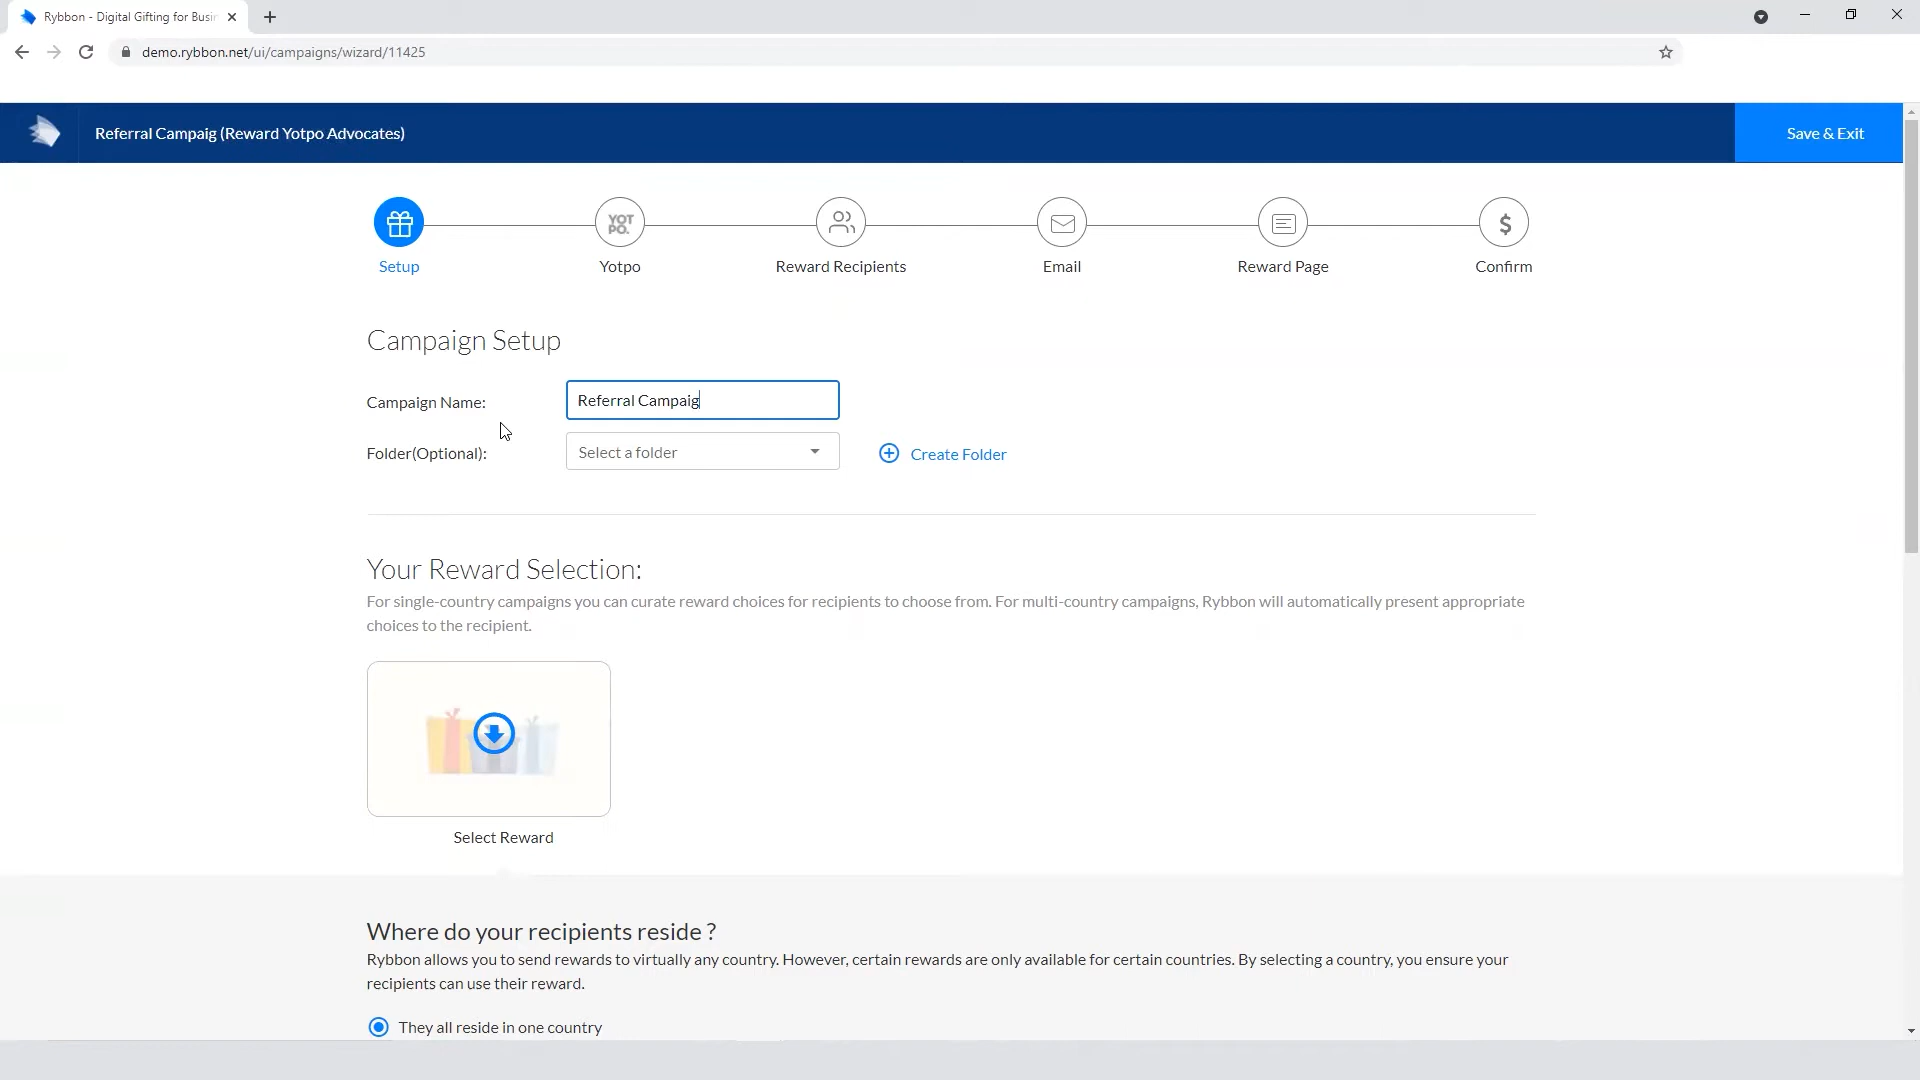 Rybbon - Digital Gifting for Busin
demo.rybbon.net/ui/campaigns/wizard/11425
Referral Campaig (Reward Yotpo Advocates)
Save & Exit
YOT
PO.
$
Setup
Yotpo
Reward Recipients
Email
Reward Page
Confirm
Campaign Setup
Campaign Name:
Referral Campaig
Folder(Optional):
Select a folder
Create Folder
Your Reward Selection:
For single-country campaigns you can curate reward choices for recipients to choose from. For multi-country campaigns, Rybbon will automatically present appropriate
choices to the recipient.
Select Reward
Where do your recipients reside ?
Rybbon allows you to send rewards to virtually any country. However, certain rewards are only available for certain countries. By selecting a country, you ensure your
recipients can use their reward.
They all reside in one country